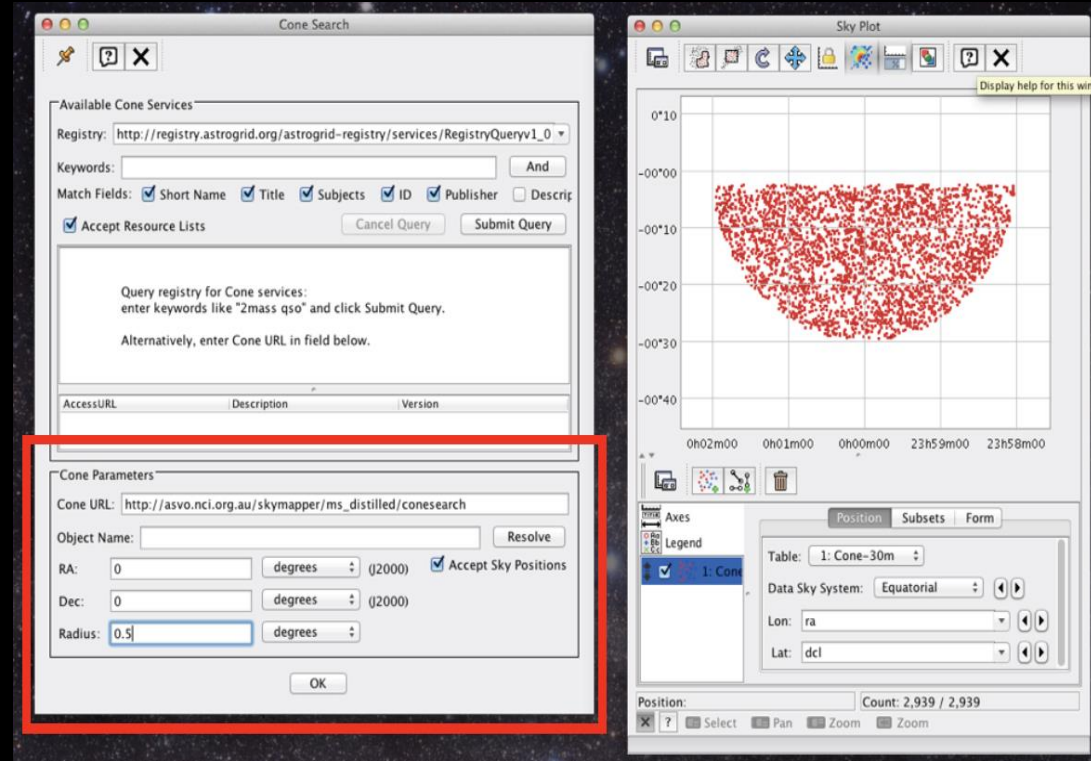 Cone Search
Available Cone Services
Registry: http://registry.astrogrid.org/astrogrid-registry/services/RegistryQueryv1_0
Keywords: And
Match Fields: Short Name Title Subjects ID Publisher Descrip
Accept Resource Lists Cancel Query Submit Query
Query registry for Cone services:
enter keywords like "2mass qso" and click Submit Query.
Alternatively, enter Cone URL in field below.
AccessURL Description Version
Cone Parameters
Cone URL: http://asvo.nci.org.au/skymapper/ms_distilled/conesearch
Object Name: Resolve
RA: 0 degrees (J2000) Accept Sky Positions
Dec: 0 degrees (J2000)
Radius: 0.5 degrees
OK
Sky Plot
Display help for this win
0°10
-00°00
-00°10
-00°20
-00°30
-00°40
0h02m00 0h01m00 0h00m00 23h59m00 23h58m00
Axes
Legend
1: Cone
Position Subsets Form
Table: 1: Cone-30m
Data Sky System: Equatorial
Lon: ra
Lat: dcl
Position: Count: 2,939 / 2,939
Select Pan Zoom Zoom